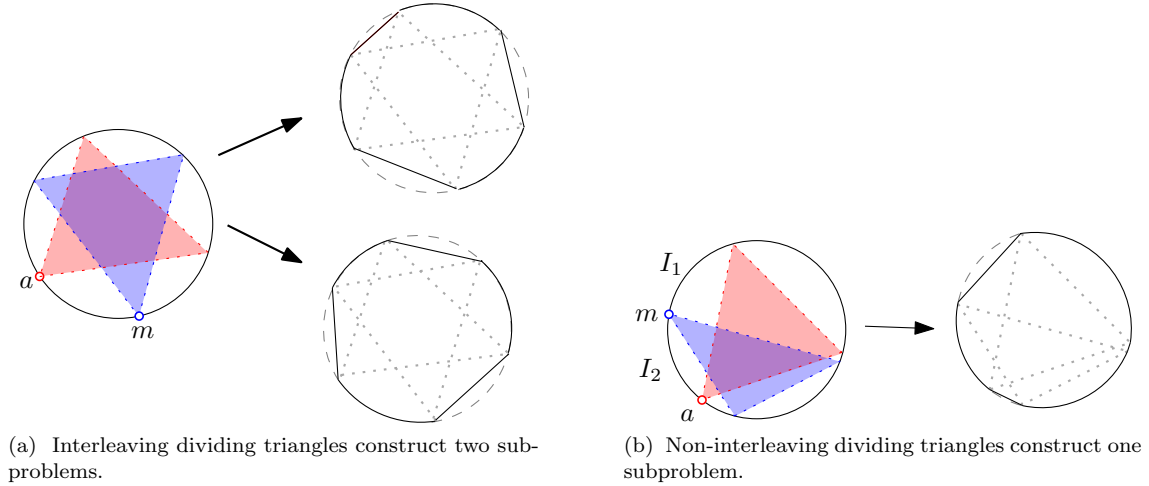 a
m
(a) Interleaving dividing triangles construct two sub-
problems.
I₁
m
I₂
a
(b) Non-interleaving dividing triangles construct one
subproblem.